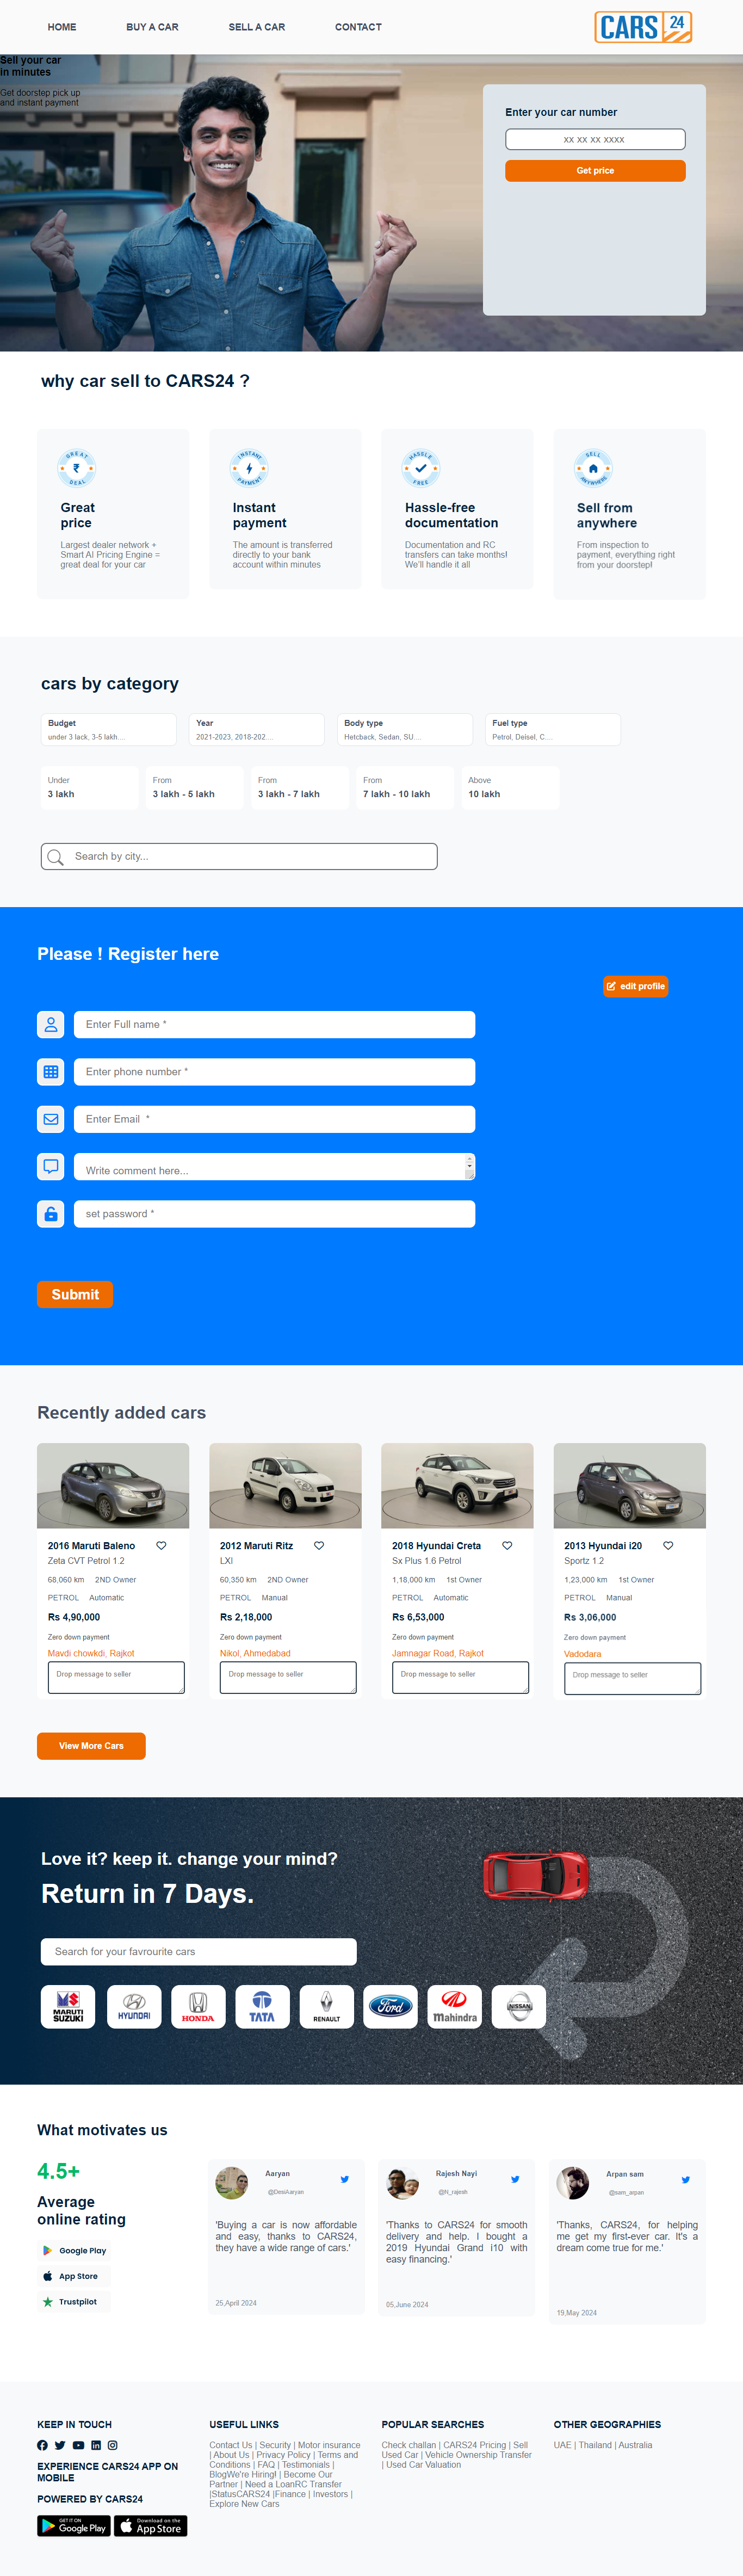 HOME BUY A CAR SELL A CAR CONTACT CARS 24
Sell your car
in minutes
Get doorstep pick up
and instant payment
Enter your car number
XX XX XX XXXX
Get price
why car sell to CARS24 ?
GREAT DEAL
Great
price
Largest dealer network +
Smart AI Pricing Engine =
great deal for your car
INSTANT PAYMENT
Instant
payment
The amount is transferred
directly to your bank
account within minutes
HASSLE FREE
Hassle-free
documentation
Documentation and RC
transfers can take months!
We'll handle it all
SELL ANYWHERE
Sell from
anywhere
From inspection to
payment, everything right
from your doorstep!
cars by category
Budget
under 3 lack, 3-5 lakh....
Year
2021-2023, 2018-202....
Body type
Hetcback, Sedan, SU....
Fuel type
Petrol, Deisel, C....
Under
3 lakh
From
3 lakh - 5 lakh
From
3 lakh - 7 lakh
From
7 lakh - 10 lakh
Above
10 lakh
Search by city...
Please ! Register here
edit profile
Enter Full name *
Enter phone number *
Enter Email  *
Write comment here...
set password *
Submit
Recently added cars
2016 Maruti Baleno
Zeta CVT Petrol 1.2
68,060 km 2ND Owner
PETROL Automatic
Rs 4,90,000
Zero down payment
Mavdi chowkdi, Rajkot
Drop message to seller
2012 Maruti Ritz
LXI
60,350 km 2ND Owner
PETROL Manual
Rs 2,18,000
Zero down payment
Nikol, Ahmedabad
Drop message to seller
2018 Hyundai Creta
Sx Plus 1.6 Petrol
1,18,000 km 1st Owner
PETROL Automatic
Rs 6,53,000
Zero down payment
Jamnagar Road, Rajkot
Drop message to seller
2013 Hyundai i20
Sportz 1.2
1,23,000 km 1st Owner
PETROL Manual
Rs 3,06,000
Zero down payment
Vadodara
Drop message to seller
View More Cars
Love it? keep it. change your mind?
Return in 7 Days.
Search for your favrourite cars
MARUTI
SUZUKI
HYUNDAI
HONDA
TATA
RENAULT
Ford
mahindra
NISSAN
What motivates us
4.5+
Average
online rating
Google Play
App Store
Trustpilot
Aaryan
@DesiAaryan
'Buying a car is now affordable
and easy, thanks to CARS24,
they have a wide range of cars.'
25,April 2024
Rajesh Nayi
@N_rajesh
'Thanks to CARS24 for smooth
delivery and help. I bought a
2019 Hyundai Grand i10 with
easy financing.'
05,June 2024
Arpan sam
@sam_arpan
'Thanks, CARS24, for helping
me get my first-ever car. It's a
dream come true for me.'
19,May 2024
KEEP IN TOUCH
EXPERIENCE CARS24 APP ON
MOBILE
POWERED BY CARS24
GET IT ON
Google Play
Download on the
App Store
USEFUL LINKS
Contact Us | Security | Motor insurance
| About Us | Privacy Policy | Terms and
Conditions | FAQ | Testimonials |
BlogWe're Hiring! | Become Our
Partner | Need a LoanRC Transfer
|StatusCARS24 |Finance | Investors |
Explore New Cars
POPULAR SEARCHES
Check challan | CARS24 Pricing | Sell
Used Car | Vehicle Ownership Transfer
| Used Car Valuation
OTHER GEOGRAPHIES
UAE | Thailand | Australia